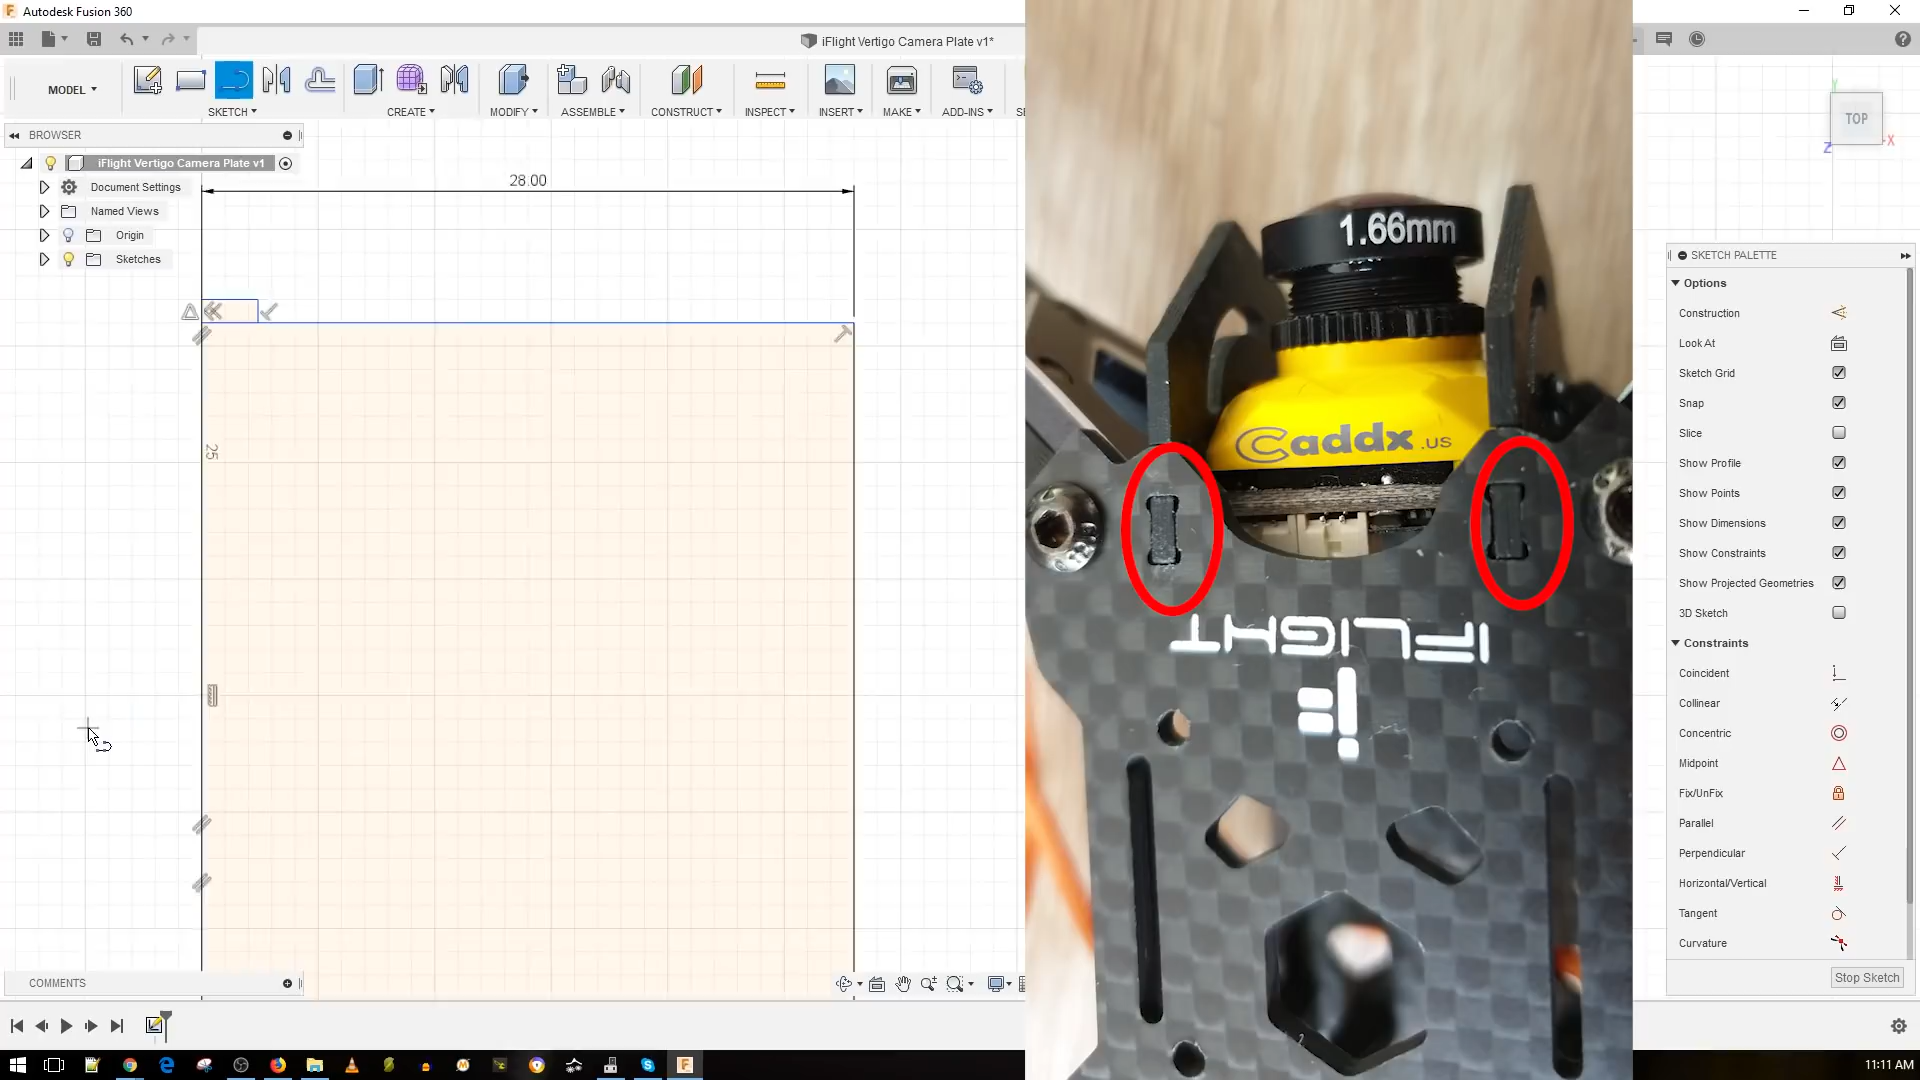 Autodesk Fusion 360
iFlight Vertigo Camera Plate v1*
MODEL
SKETCH
CREATE
MODIFY
ASSEMBLE
CONSTRUCT
INSPECT
INSERT
MAKE
ADD-INS
SE
BROWSER
iFlight Vertigo Camera Plate v1
Document Settings
Named Views
Origin
Sketches
28.00
25
1.66mm
Caddx.us
IFLIGHT
TOP
Y
X
Z
SKETCH PALETTE
Options
Construction
Look At
Sketch Grid
Snap
Slice
Show Profile
Show Points
Show Dimensions
Show Constraints
Show Projected Geometries
3D Sketch
Constraints
Coincident
Collinear
Concentric
Midpoint
Fix/UnFix
Parallel
Perpendicular
Horizontal/Vertical
Tangent
Curvature
Stop Sketch
COMMENTS
11:11 AM